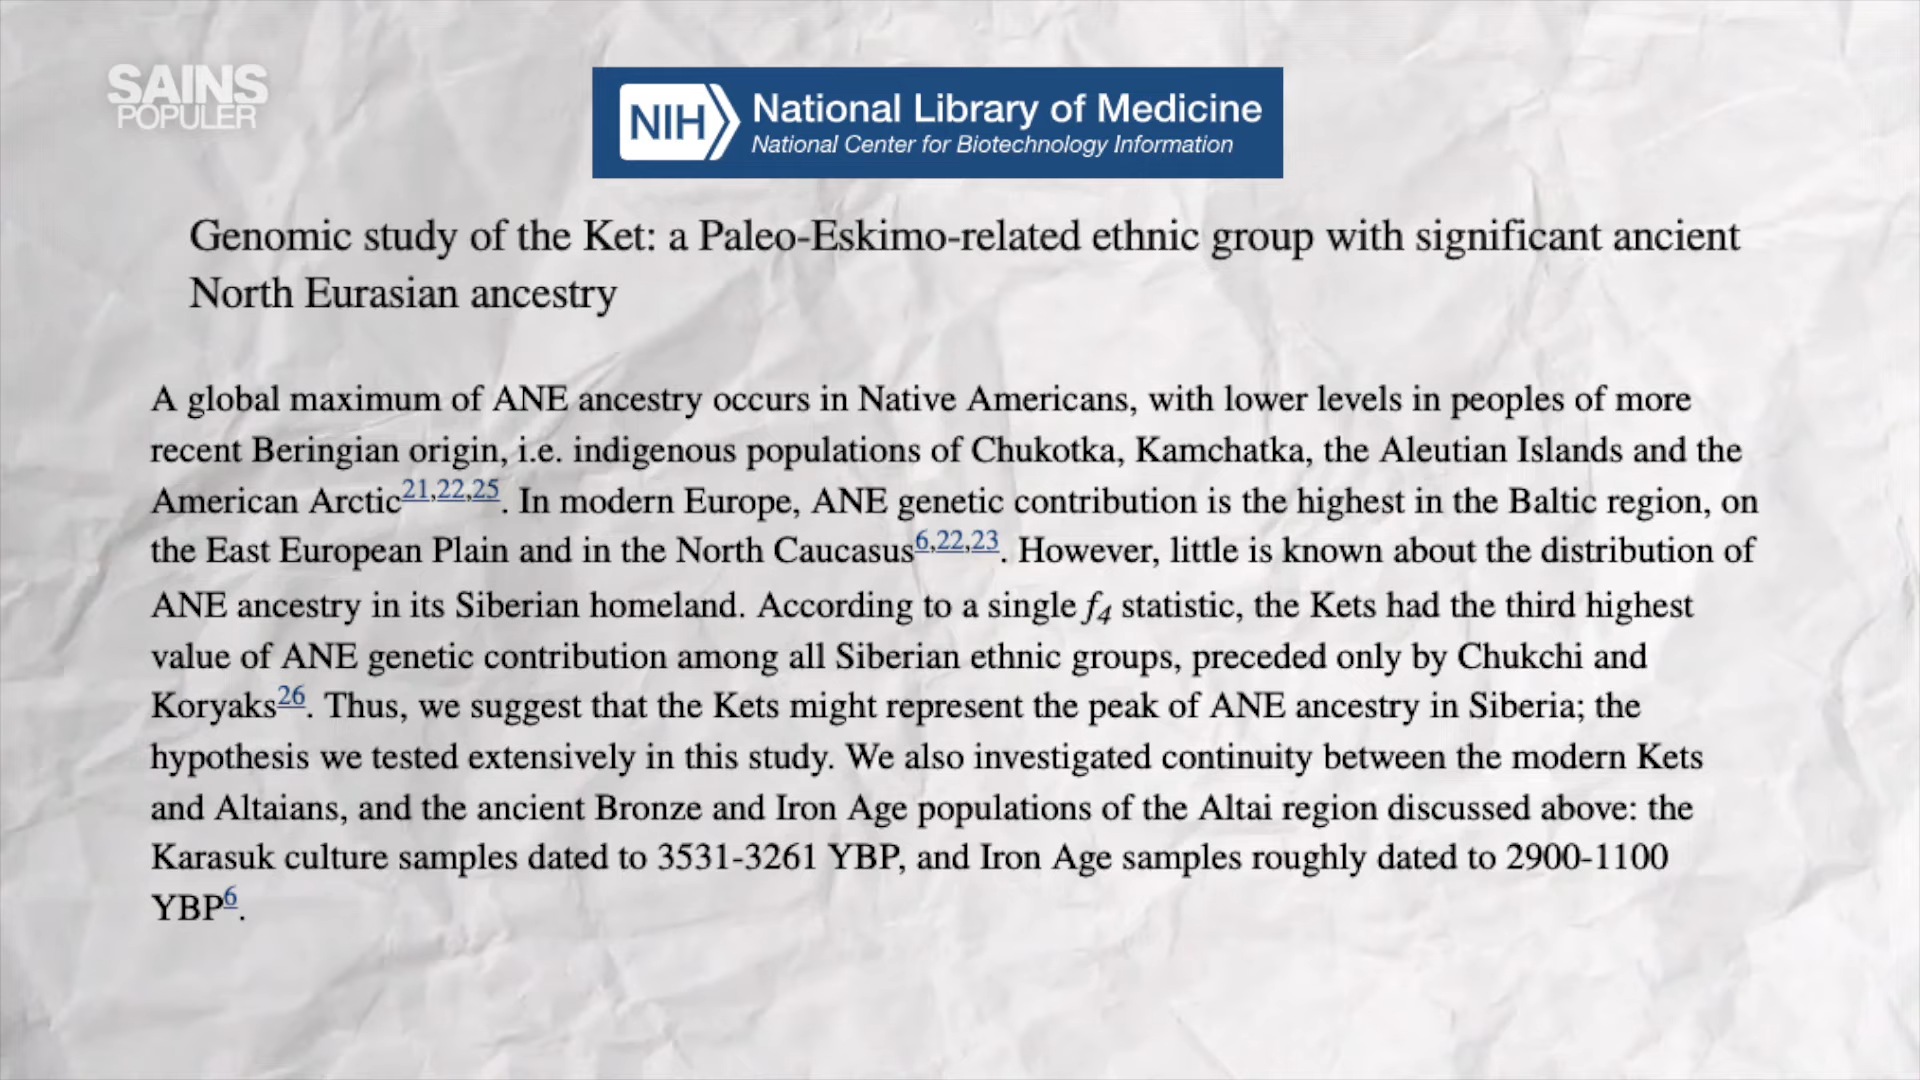 SAINS
POPULER
NIH
National Library of Medicine
National Center for Biotechnology Information
Genomic study of the Ket: a Paleo-Eskimo-related ethnic group with significant ancient
North Eurasian ancestry
A global maximum of ANE ancestry occurs in Native Americans, with lower levels in peoples of more
recent Beringian origin, i.e. indigenous populations of Chukotka, Kamchatka, the Aleutian Islands and the
American Arctic21,22,25. In modern Europe, ANE genetic contribution is the highest in the Baltic region, on
the East European Plain and in the North Caucasus6,22,23. However, little is known about the distribution of
ANE ancestry in its Siberian homeland. According to a single f4 statistic, the Kets had the third highest
value of ANE genetic contribution among all Siberian ethnic groups, preceded only by Chukchi and
Koryaks26. Thus, we suggest that the Kets might represent the peak of ANE ancestry in Siberia; the
hypothesis we tested extensively in this study. We also investigated continuity between the modern Kets
and Altaians, and the ancient Bronze and Iron Age populations of the Altai region discussed above: the
Karasuk culture samples dated to 3531-3261 YBP, and Iron Age samples roughly dated to 2900-1100
YBP6.